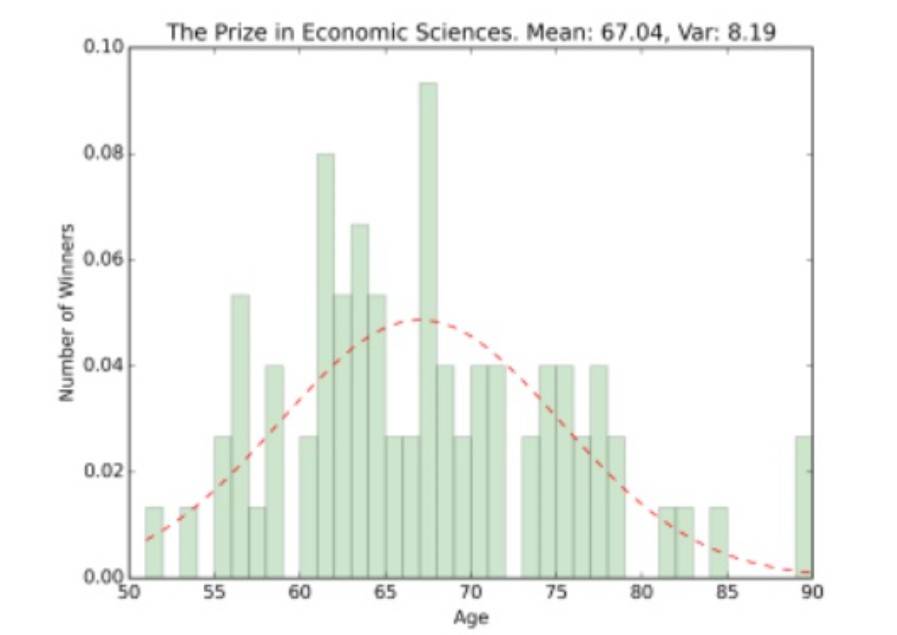 The Prize in Economic Sciences. Mean: 67.04, Var: 8.19
0.10
0.08
0.06
0.04
0.02
0.00
Number of Winners
50 55 60 65 70 75 80 85 90
Age